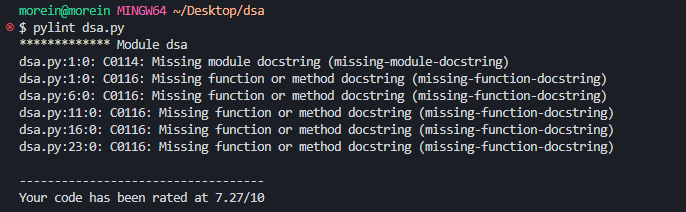 morein@morein MINGW64 ~/Desktop/dsa
$ pylint dsa.py
************* Module dsa
dsa.py:1:0: C0114: Missing module docstring (missing-module-docstring)
dsa.py:1:0: C0116: Missing function or method docstring (missing-function-docstring)
dsa.py:6:0: C0116: Missing function or method docstring (missing-function-docstring)
dsa.py:11:0: C0116: Missing function or method docstring (missing-function-docstring)
dsa.py:16:0: C0116: Missing function or method docstring (missing-function-docstring)
dsa.py:23:0: C0116: Missing function or method docstring (missing-function-docstring)
-----------------------------------
Your code has been rated at 7.27/10